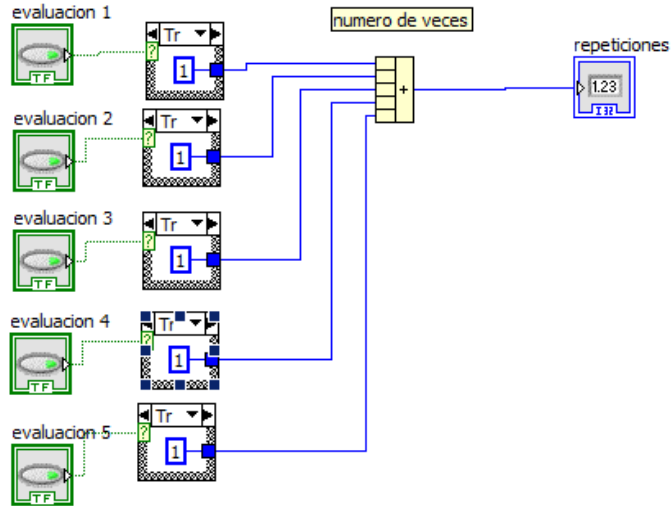 evaluacion 1
Tr
?
1
TF
numero de veces
+
repeticiones
1.23
I32
evaluacion 2
Tr
?
1
TF
evaluacion 3
Tr
?
1
TF
evaluacion 4
Tr
?
1
TF
evaluacion 5
Tr
?
1
TF